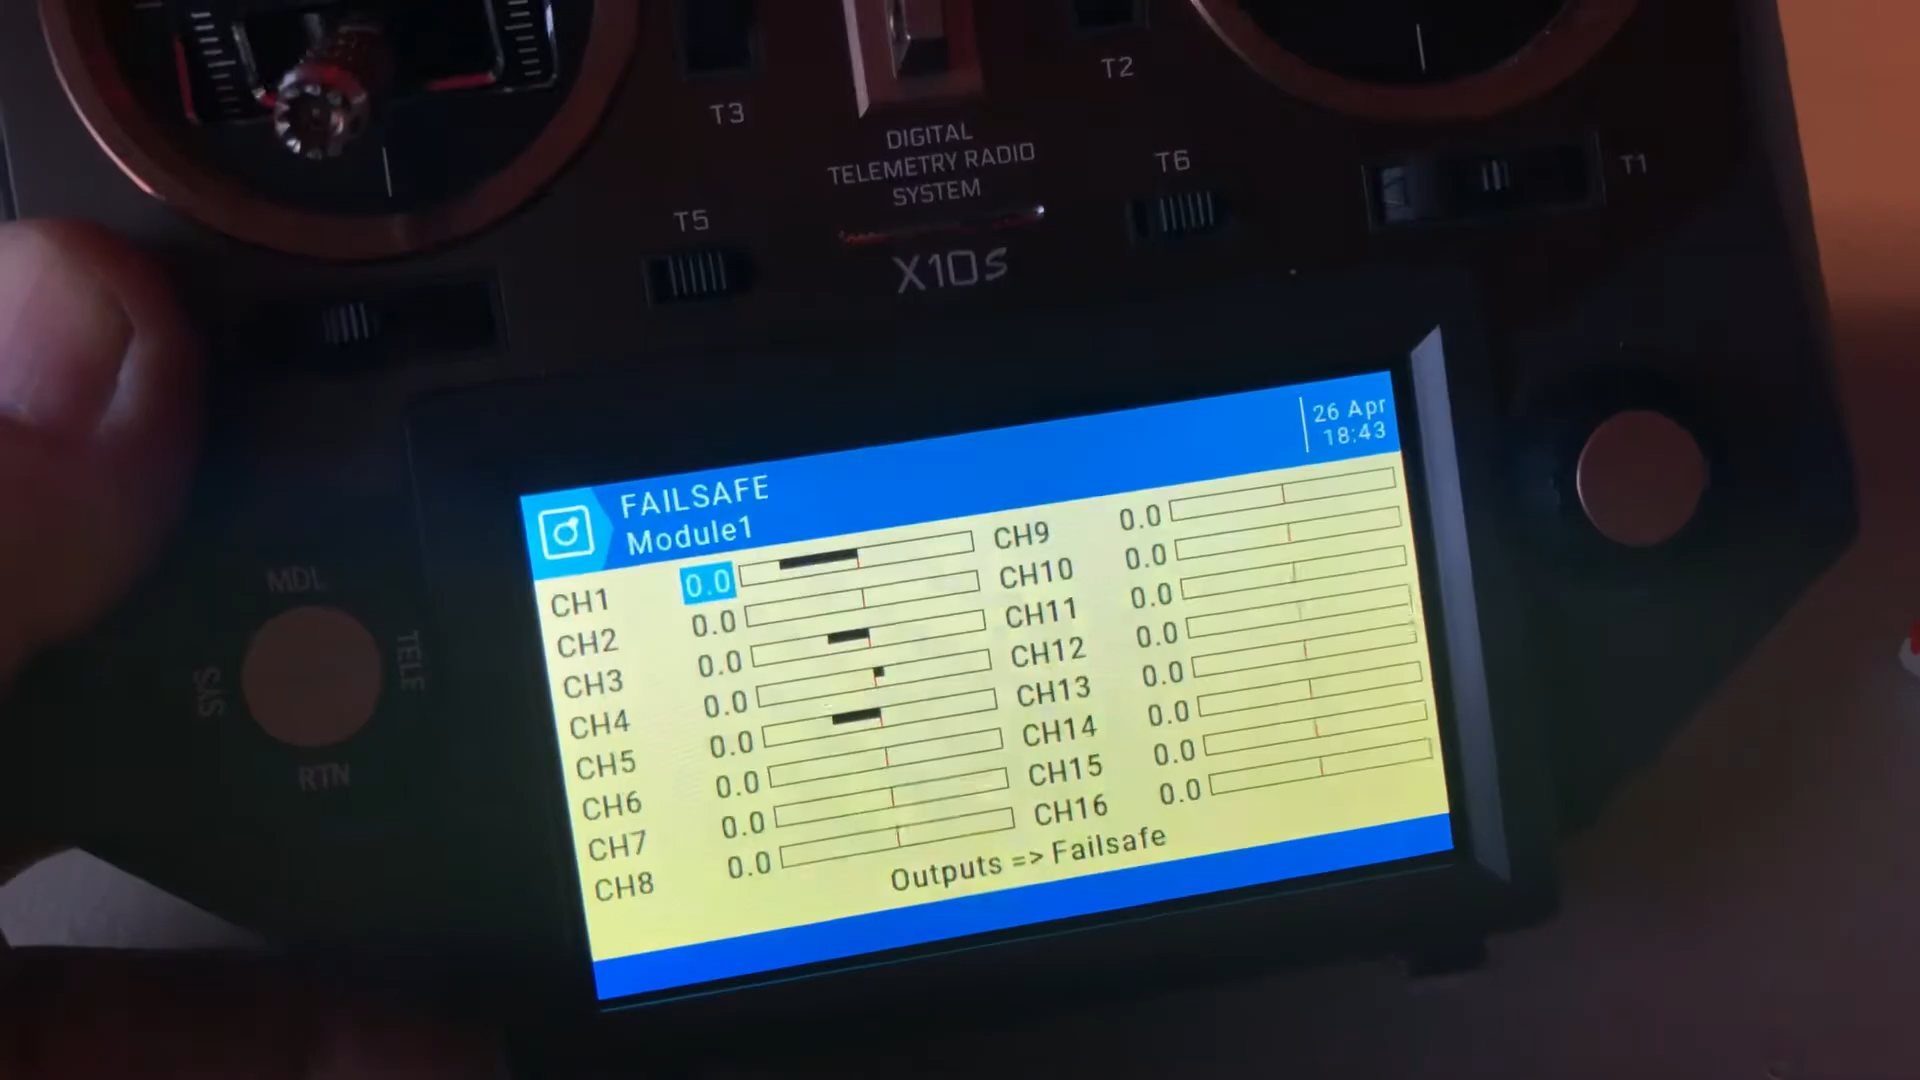 T3
T2
DIGITAL
TELEMETRY RADIO
SYSTEM
T6
T1
T5
X10S
26 Apr
18:43
FAILSAFE
Module1
CH1 0.0 CH9 0.0
CH2 0.0 CH10 0.0
CH3 0.0 CH11 0.0
CH4 0.0 CH12 0.0
CH5 0.0 CH13 0.0
CH6 0.0 CH14 0.0
CH7 0.0 CH15 0.0
CH8 0.0 CH16 0.0
Outputs => Failsafe
MDL
TELE
SYS
RTN